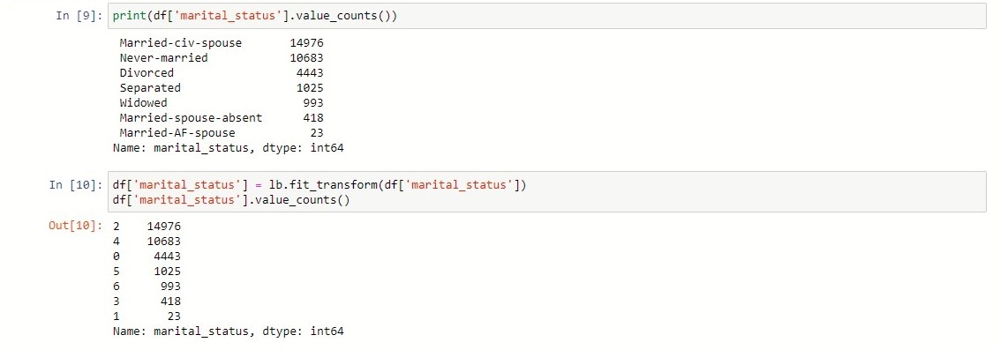 In [9]: print(df['marital_status'].value_counts())
Married-civ-spouse 14976
Never-married 10683
Divorced 4443
Separated 1025
Widowed 993
Married-spouse-absent 418
Married-AF-spouse 23
Name: marital_status, dtype: int64
In [10]: df['marital_status'] = lb.fit_transform(df['marital_status'])
df['marital_status'].value_counts()
Out[10]: 2 14976
4 10683
0 4443
5 1025
6 993
3 418
1 23
Name: marital_status, dtype: int64